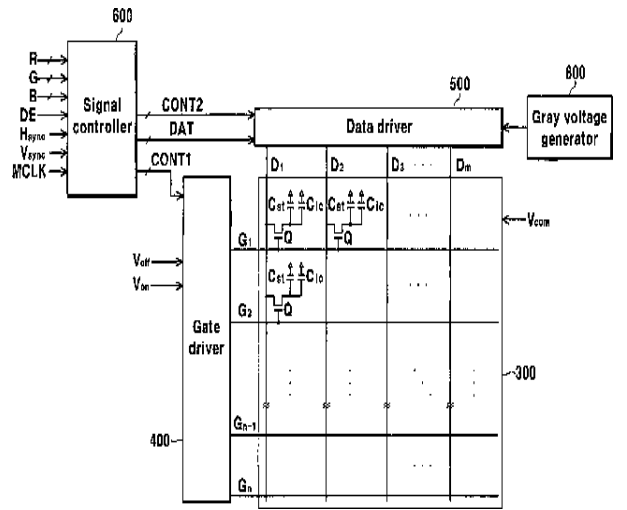 600
R
G
B
DE
Hsync
Vsync
MCLK
Signal
controller
CONT2
DAT
CONT1
500
Data driver
800
Gray voltage
generator
D1 D2 D3 ... Dm
Cst Clc Cst Clc ...
Vcom
Q Q
G1
Voff
Von
Cst Clc ...
Q
G2
Gate
driver
300
400
Gn-1
...
Gn